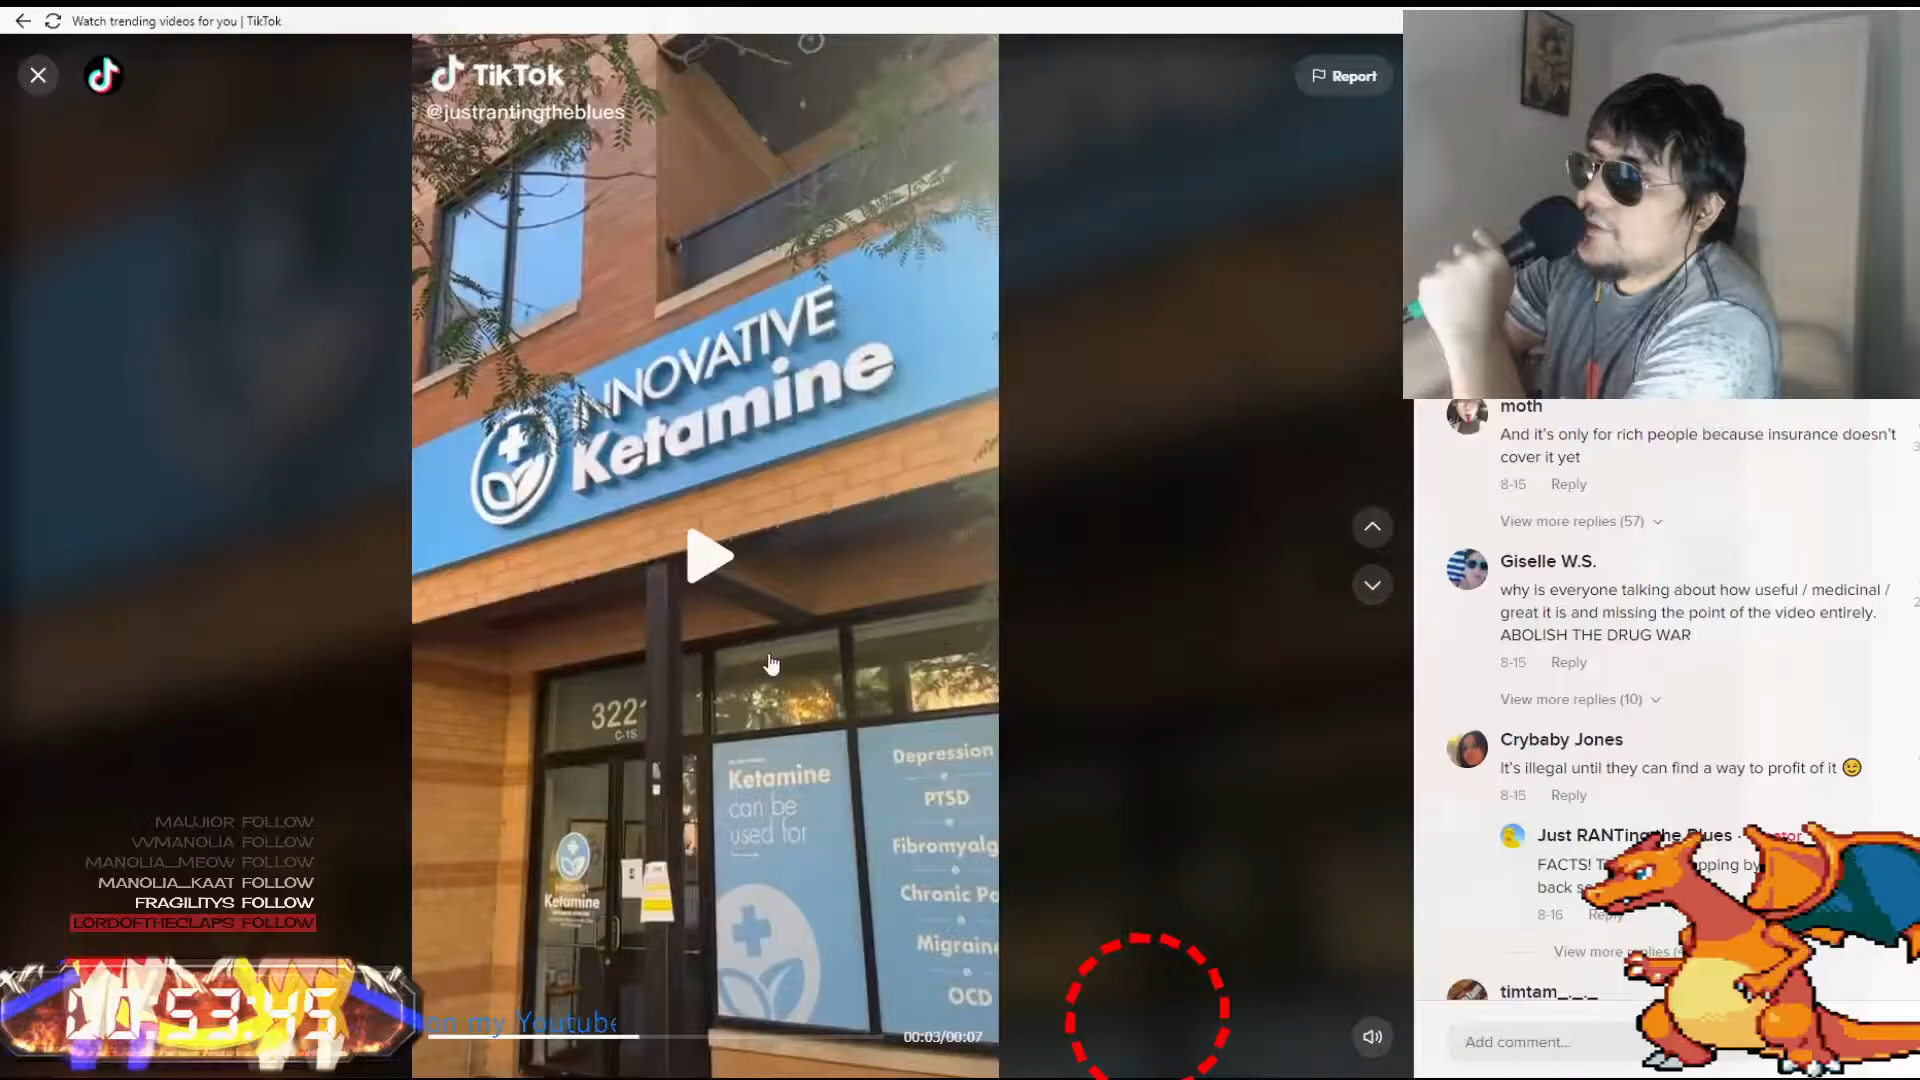 Watch trending videos for you | TikTok
TikTok
@justrantingtheblues
Report
INNOVATIVE
Ketamine
3221
C-15
Ketamine
can be
used for
Depression
PTSD
Fibromyalg
Chronic Po
Migraine
OCD
Ketamine
on my Youtube
00:03/00:07
MAUJIOR FOLLOW
VVMANOLIA FOLLOW
MANOLIA_MEOW FOLLOW
MANOLIA_KAAT FOLLOW
FRAGILITYS FOLLOW
LORDOFTHECLAPS FOLLOW
00:53:45
moth
And it's only for rich people because insurance doesn't
cover it yet
8-15 Reply
View more replies (57)
Giselle W.S.
why is everyone talking about how useful / medicinal /
great it is and missing the point of the video entirely.
ABOLISH THE DRUG WAR
8-15 Reply
View more replies (10)
Crybaby Jones
It's illegal until they can find a way to profit of it 😉
8-15 Reply
Just RANTing the Blues
FACTS! pping by
back
8-16 Reply
View more replies
timtam_._._
Add comment...